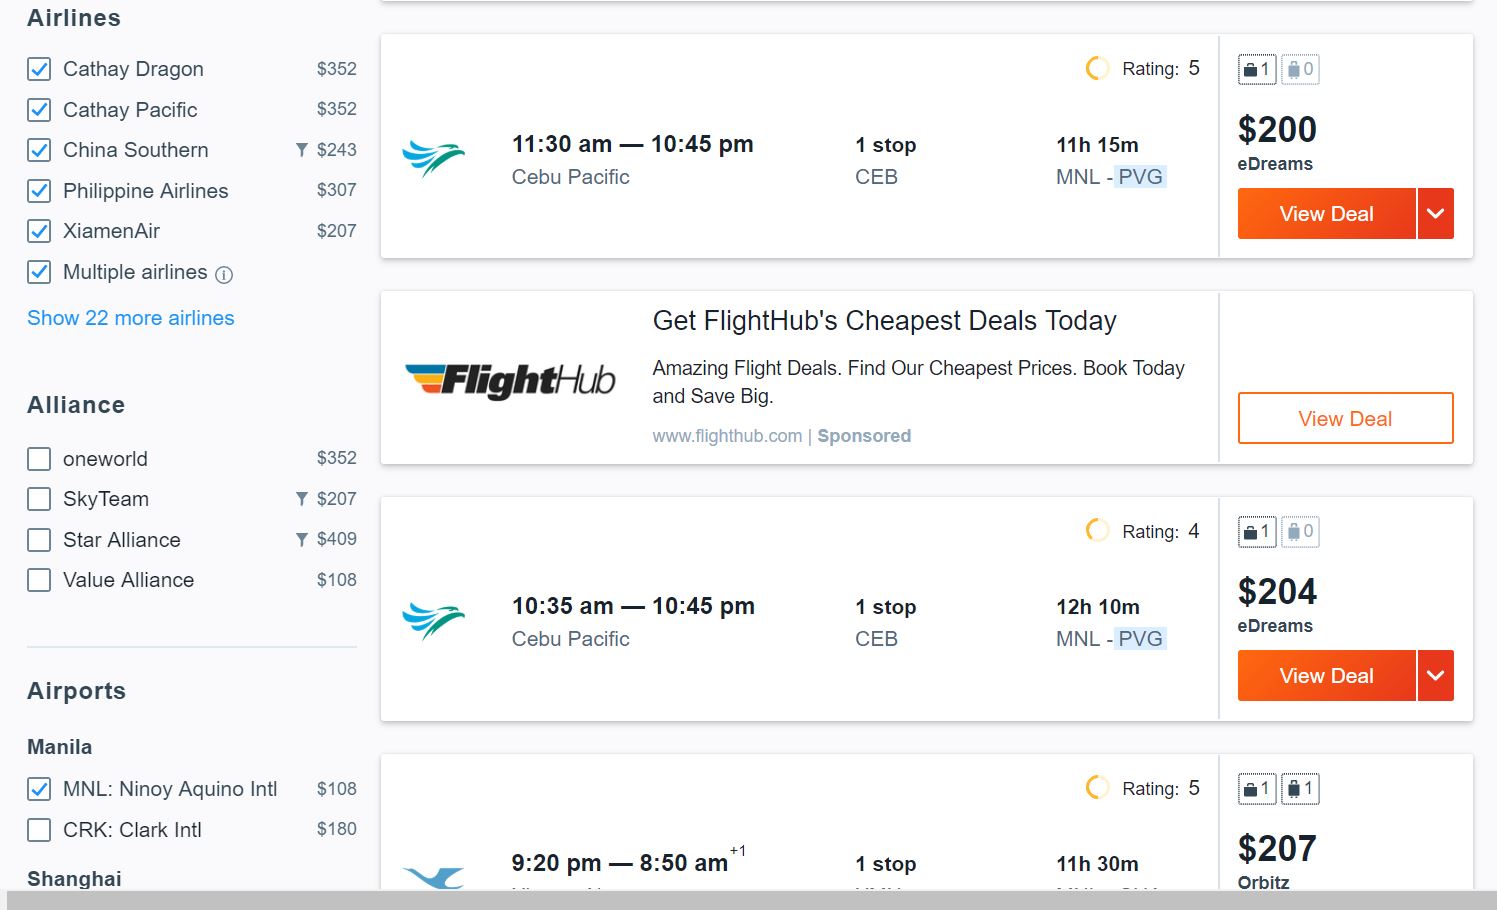 Airlines
Cathay Dragon $352
Cathay Pacific $352
China Southern $243
Philippine Airlines $307
XiamenAir $207
Multiple airlines
Show 22 more airlines
Alliance
oneworld $352
SkyTeam $207
Star Alliance $409
Value Alliance $108
Airports
Manila
MNL: Ninoy Aquino Intl $108
CRK: Clark Intl $180
Shanghai
Rating: 5
11:30 am — 10:45 pm 1 stop 11h 15m
Cebu Pacific CEB MNL - PVG
1 0
$200
eDreams
View Deal
FlightHub
Get FlightHub's Cheapest Deals Today
Amazing Flight Deals. Find Our Cheapest Prices. Book Today
and Save Big.
www.flighthub.com | Sponsored
View Deal
Rating: 4
10:35 am — 10:45 pm 1 stop 12h 10m
Cebu Pacific CEB MNL - PVG
1 0
$204
eDreams
View Deal
Rating: 5
9:20 pm — 8:50 am+1 1 stop 11h 30m
1 1
$207
Orbitz